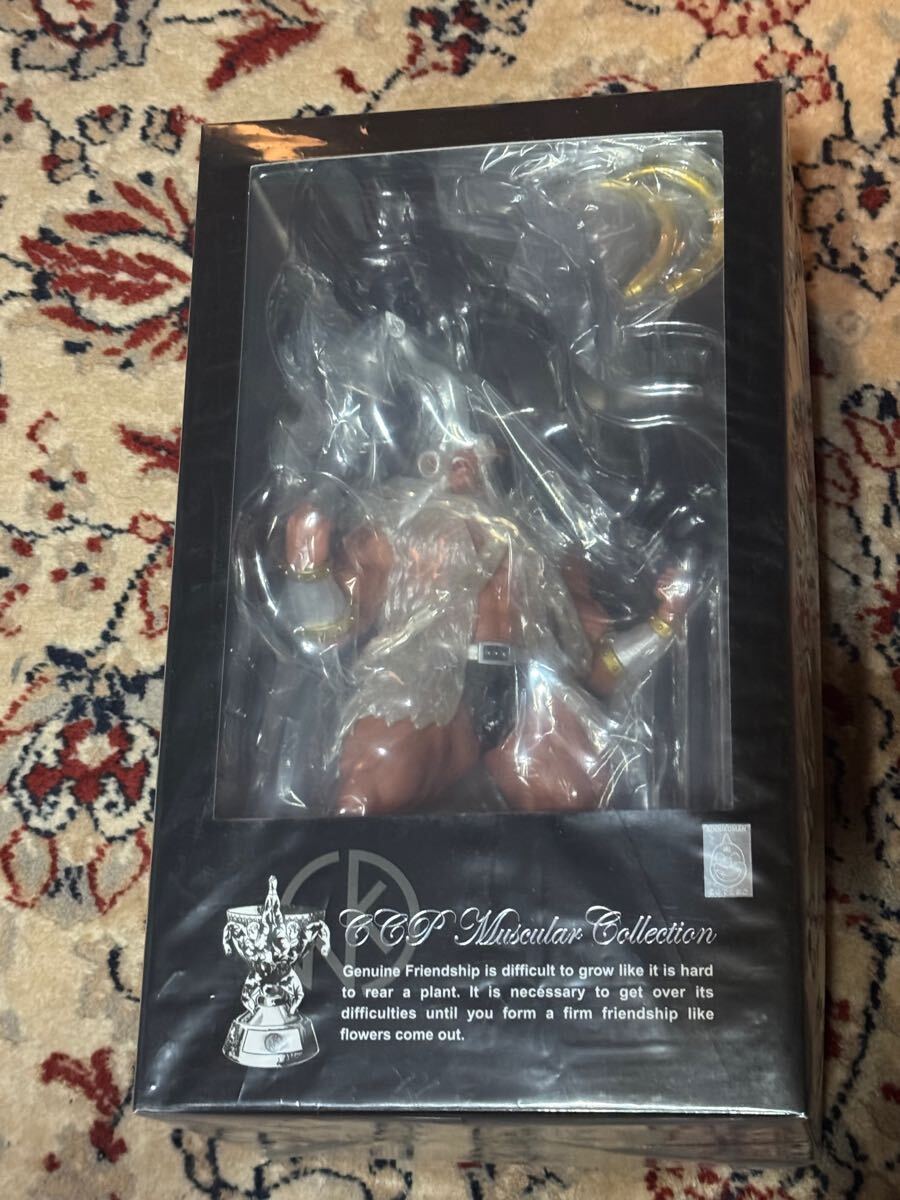 KINNIKUMAN
CCP Muscular Collection
Genuine Friendship is difficult to grow like it is hard
to rear a plant. It is necessary to get over its
difficulties until you form a firm friendship like
flowers come out.